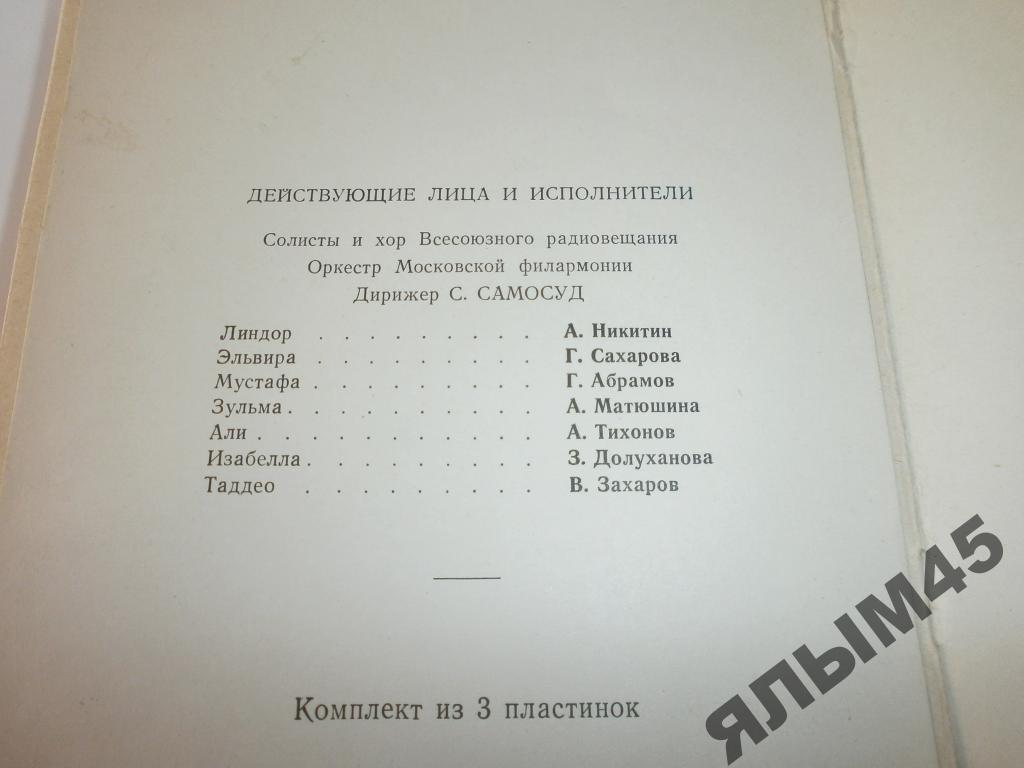 ДЕЙСТВУЮЩИЕ ЛИЦА И ИСПОЛНИТЕЛИ
Солисты и хор Всесоюзного радиовещания
Оркестр Московской филармонии
Дирижер С. САМОСУД
Линдор . . . . . . . . . А. Никитин
Эльвира . . . . . . . . . Г. Сахарова
Мустафа . . . . . . . . . Г. Абрамов
Зульма . . . . . . . . . . А. Матюшина
Али . . . . . . . . . . . А. Тихонов
Изабелла . . . . . . . . . З. Долуханова
Таддео . . . . . . . . . В. Захаров
Комплект из 3 пластинок
ЯЛЫМ45